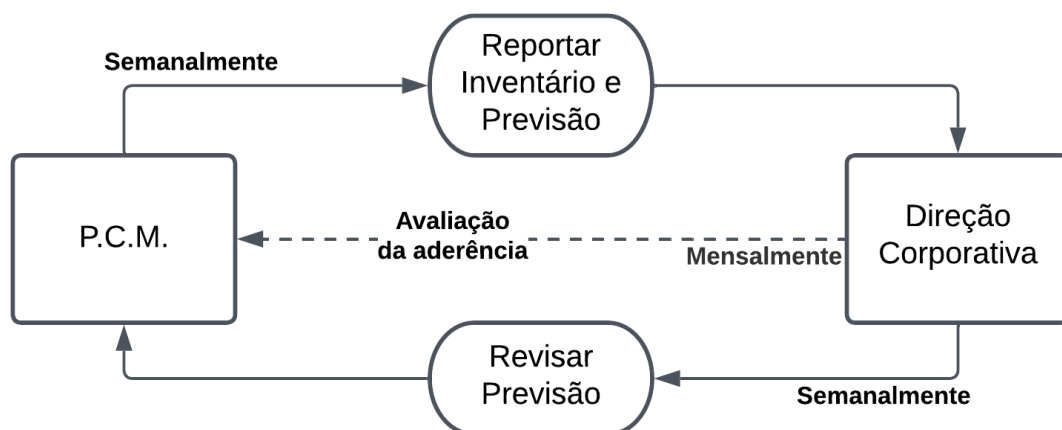 Semanalmente
Reportar
Inventário e
Previsão
P.C.M.
Avaliação
da aderência
Mensalmente
Direção
Corporativa
Revisar
Previsão
Semanalmente